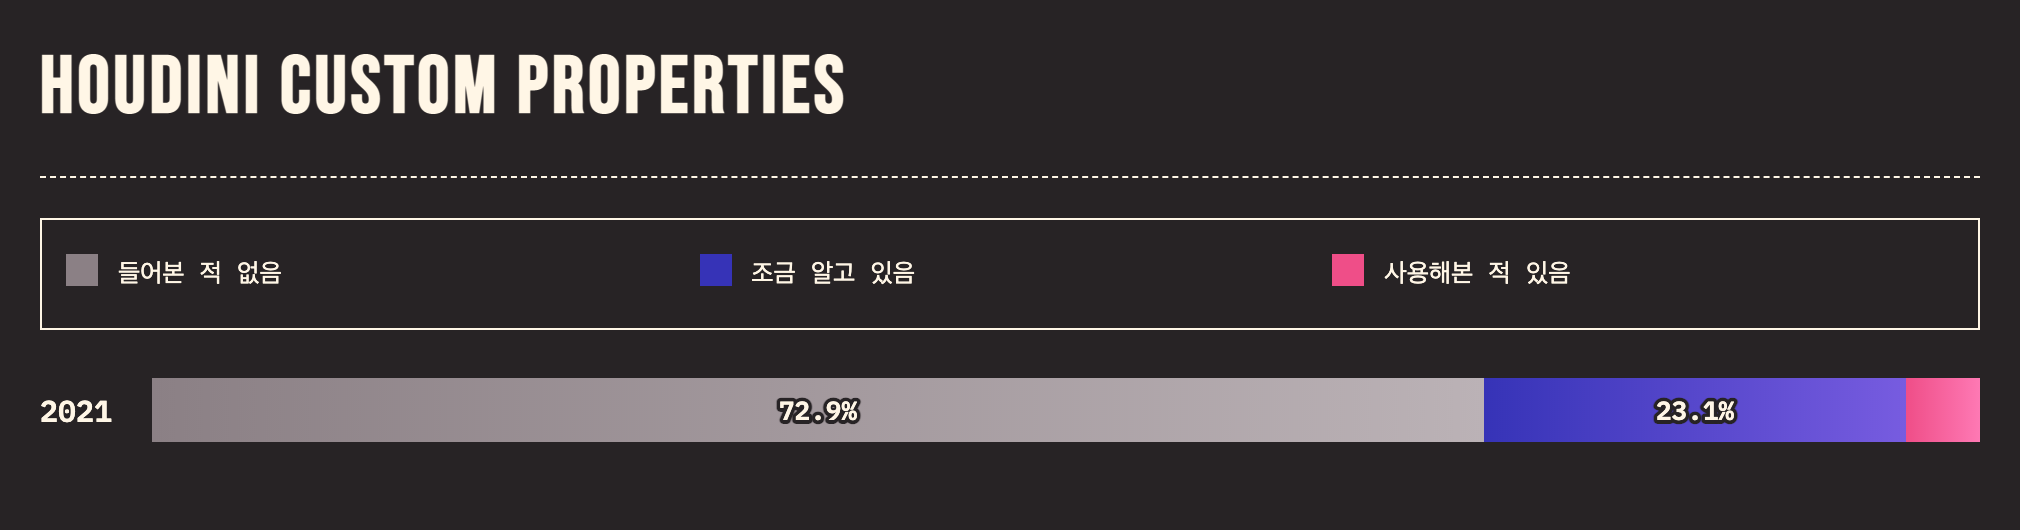 HOUDINI CUSTOM PROPERTIES
들어본 적 없음 조금 알고 있음 사용해본 적 있음
2021 72.9% 23.1%